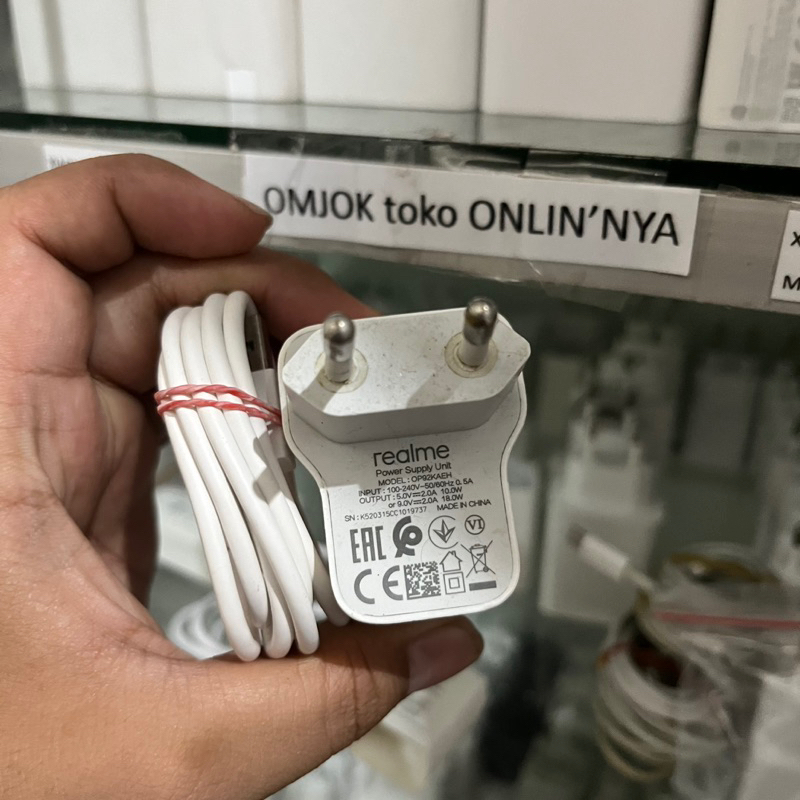 OMJOK toko ONLIN'NYA
X
M
realme
Power Supply Unit
MODEL: OP92KAEH
INPUT: 100-240V~50/60Hz 0.5A
OUTPUT: 5.0V⎓2.0A 10.0W
or 9.0V⎓2.0A 18.0W
SN: K520315CC1019737 MADE IN CHINA
EAC
VI
CE